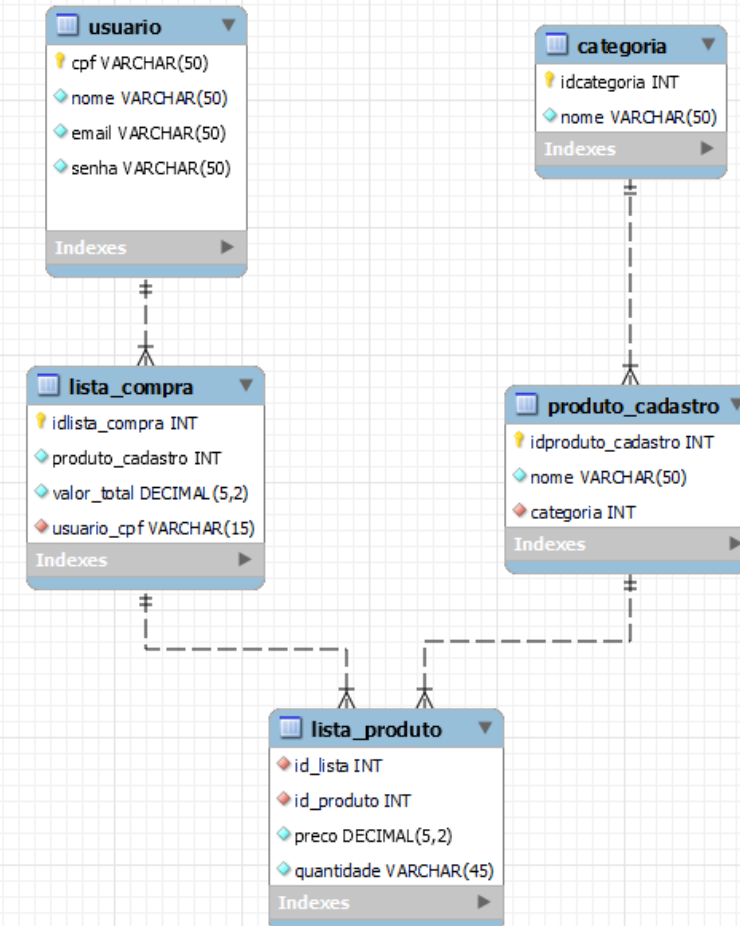 usuario
cpf VARCHAR(50)
nome VARCHAR(50)
email VARCHAR(50)
senha VARCHAR(50)
Indexes
categoria
idcategoria INT
nome VARCHAR(50)
Indexes
lista_compra
idlista_compra INT
produto_cadastro INT
valor_total DECIMAL(5,2)
usuario_cpf VARCHAR(15)
Indexes
produto_cadastro
idproduto_cadastro INT
nome VARCHAR(50)
categoria INT
Indexes
lista_produto
id_lista INT
id_produto INT
preco DECIMAL(5,2)
quantidade VARCHAR(45)
Indexes